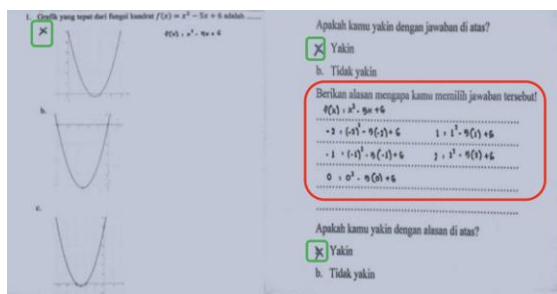 1. Grafik yang tepat dari fungsi kuadrat f(x) = x² − 5x + 6 adalah ......
f(x) : x² - 5x + 6
b.
c.
Apakah kamu yakin dengan jawaban di atas?
Yakin
b. Tidak yakin
Berikan alasan mengapa kamu memilih jawaban tersebut!
f(x) : x² - 5x + 6
-2 : (-2)² - 5(-2) + 6    1 : 1² - 5(1) + 6
-1 : (-1)² - 5(-1) + 6    2 : 2² - 5(2) + 6
0 : 0² - 5(0) + 6
Apakah kamu yakin dengan alasan di atas?
Yakin
b. Tidak yakin